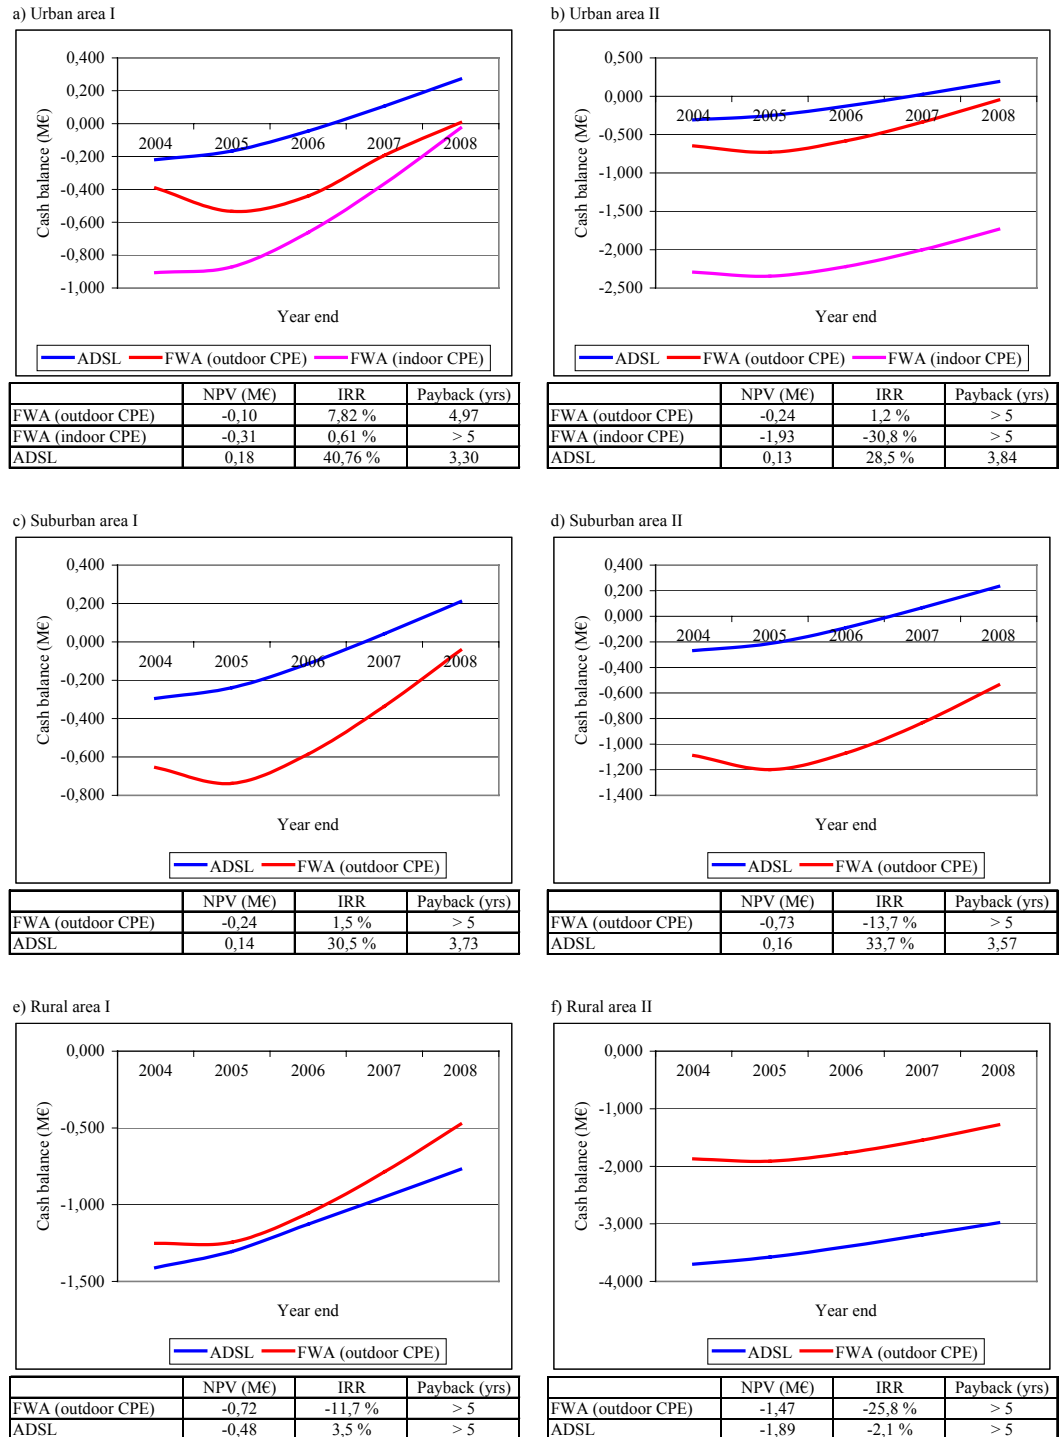 a) Urban area I
0,400
0,200
0,000
-0,200
-0,400
-0,600
-0,800
-1,000
Cash balance (M€)
2004 2005 2006 2007 2008
Year end
ADSL FWA (outdoor CPE) FWA (indoor CPE)
NPV (M€) IRR Payback (yrs)
FWA (outdoor CPE) -0,10 7,82 % 4,97
FWA (indoor CPE) -0,31 0,61 % > 5
ADSL 0,18 40,76 % 3,30
b) Urban area II
0,500
0,000
-0,500
-1,000
-1,500
-2,000
-2,500
Cash balance (M€)
2004 2005 2006 2007 2008
Year end
ADSL FWA (outdoor CPE) FWA (indoor CPE)
NPV (M€) IRR Payback (yrs)
FWA (outdoor CPE) -0,24 1,2 % > 5
FWA (indoor CPE) -1,93 -30,8 % > 5
ADSL 0,13 28,5 % 3,84
c) Suburban area I
0,400
0,200
0,000
-0,200
-0,400
-0,600
-0,800
Cash balance (M€)
2004 2005 2006 2007 2008
Year end
ADSL FWA (outdoor CPE)
NPV (M€) IRR Payback (yrs)
FWA (outdoor CPE) -0,24 1,5 % > 5
ADSL 0,14 30,5 % 3,73
d) Suburban area II
0,400
0,200
0,000
-0,200
-0,400
-0,600
-0,800
-1,000
-1,200
-1,400
Cash balance (M€)
2004 2005 2006 2007 2008
Year end
ADSL FWA (outdoor CPE)
NPV (M€) IRR Payback (yrs)
FWA (outdoor CPE) -0,73 -13,7 % > 5
ADSL 0,16 33,7 % 3,57
e) Rural area I
0,000
-0,500
-1,000
-1,500
Cash balance (M€)
2004 2005 2006 2007 2008
Year end
ADSL FWA (outdoor CPE)
NPV (M€) IRR Payback (yrs)
FWA (outdoor CPE) -0,72 -11,7 % > 5
ADSL -0,48 3,5 % > 5
f) Rural area II
0,000
-1,000
-2,000
-3,000
-4,000
Cash balance (M€)
2004 2005 2006 2007 2008
Year end
ADSL FWA (outdoor CPE)
NPV (M€) IRR Payback (yrs)
FWA (outdoor CPE) -1,47 -25,8 % > 5
ADSL -1,89 -2,1 % > 5